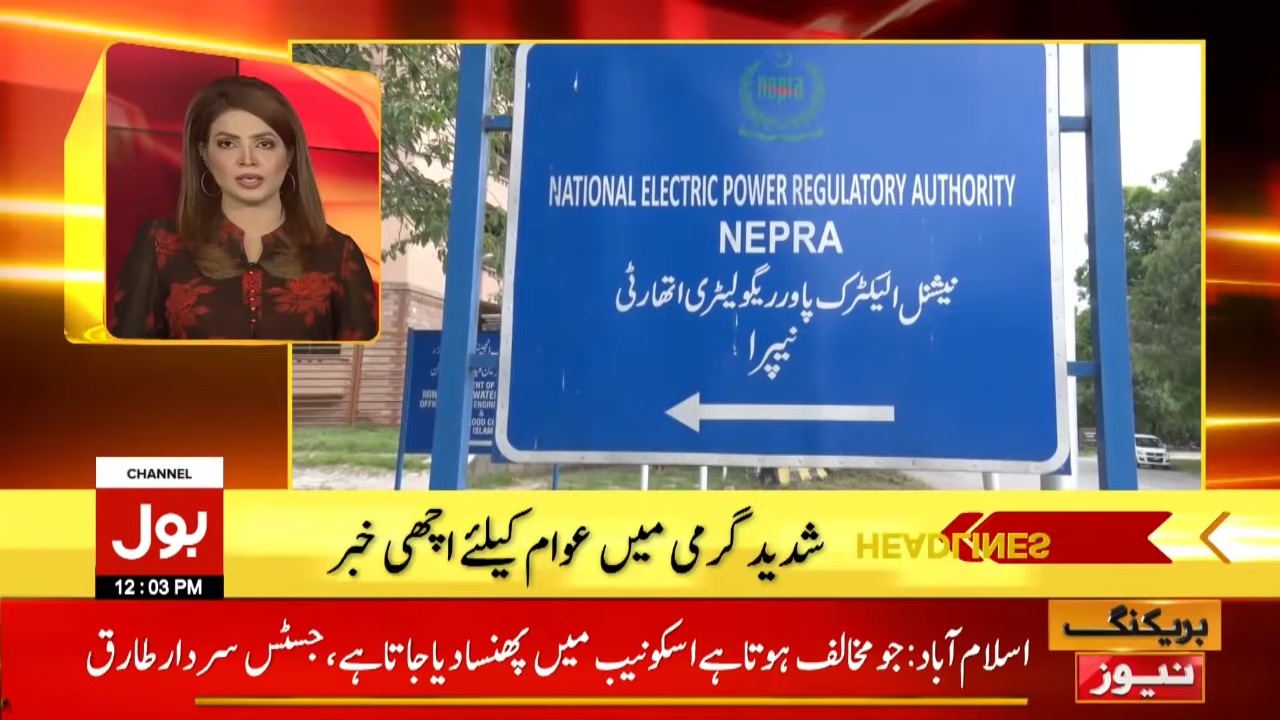 nepra
NATIONAL ELECTRIC POWER REGULATORY AUTHORITY
NEPRA
نیشنل الیکٹرک پاور ریگولیٹری اتھارٹی
نیپرا
CHANNEL
بول
12:03 PM
شدید گرمی میں عوام کیلئے اچھی خبر
HEADLINES
بریکنگ
نیوز
اسلام آباد: جو مخالف ہوتا ہے اسکو نیب میں پھنسا دیا جاتا ہے، جسٹس سردار طارق